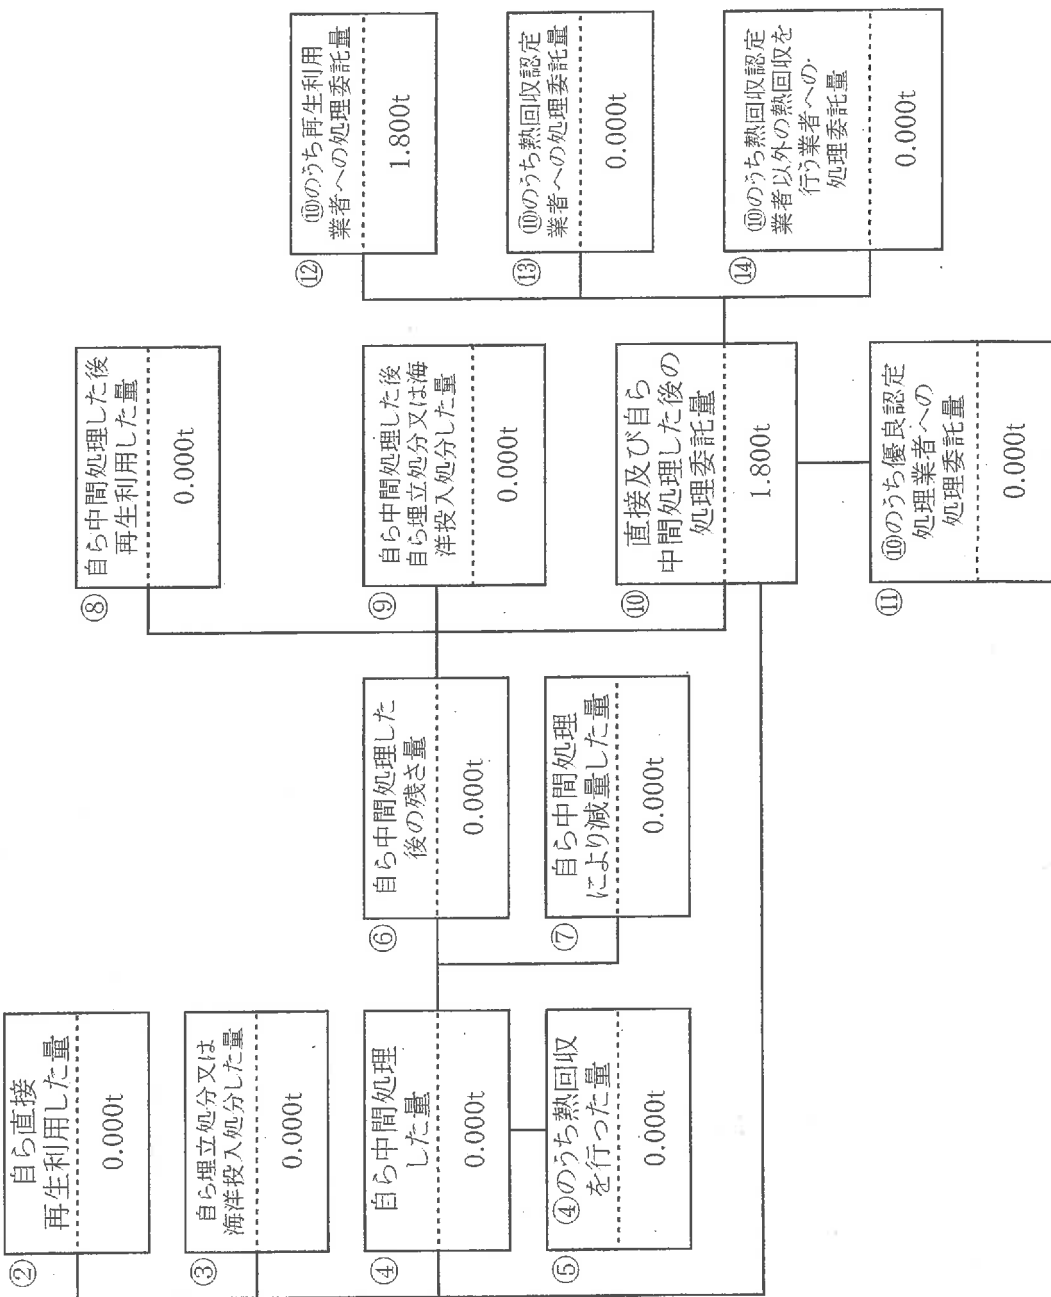 ②
自ら直接
再生利用した量
0.000t
③
自ら埋立処分又は
海洋投入処分した量
0.000t
④
自ら中間処理
した量
0.000t
⑤
④のうち熱回収
を行った量
0.000t
⑥
自ら中間処理した
後の残さ量
0.000t
⑦
自ら中間処理
により減量した量
0.000t
⑧
自ら中間処理した後
再生利用した量
0.000t
⑨
自ら中間処理した後
自ら埋立処分又は海
洋投入処分した量
0.000t
⑩
直接及び自ら
中間処理した後の
処理委託量
1.800t
⑪
⑩のうち優良認定
処理業者への
処理委託量
0.000t
⑫
⑩のうち再生利用
業者への処理委託量
1.800t
⑬
⑩のうち熱回収認定
業者への処理委託量
0.000t
⑭
⑩のうち熱回収認定
業者以外の熱回収を
行う業者への
処理委託量
0.000t